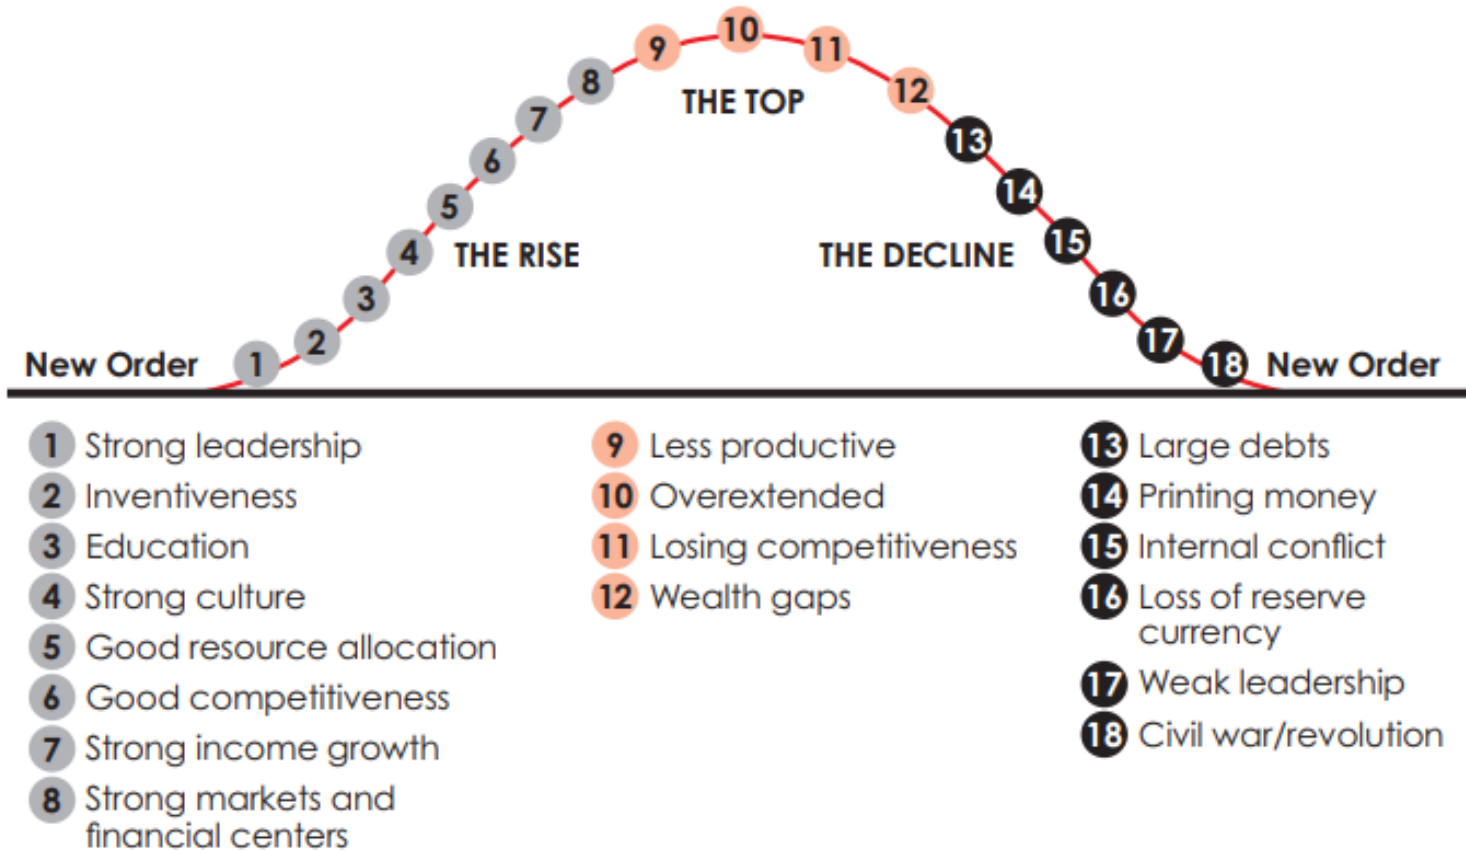 9
10
11
8
THE TOP
12
7
13
6
14
5
15
4
THE RISE
THE DECLINE
3
16
2
17
New Order
1
18
New Order
1 Strong leadership
2 Inventiveness
3 Education
4 Strong culture
5 Good resource allocation
6 Good competitiveness
7 Strong income growth
8 Strong markets and
financial centers
9 Less productive
10 Overextended
11 Losing competitiveness
12 Wealth gaps
13 Large debts
14 Printing money
15 Internal conflict
16 Loss of reserve
currency
17 Weak leadership
18 Civil war/revolution